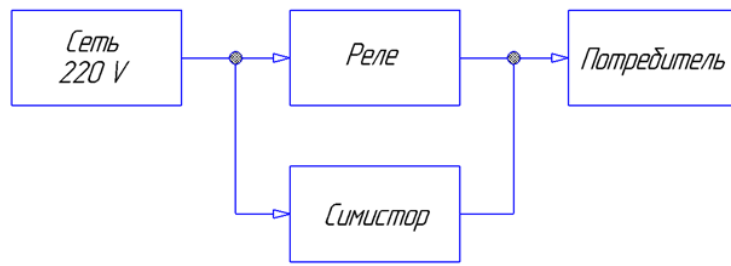 Сеть
220 V
Реле
Потребитель
Симистор